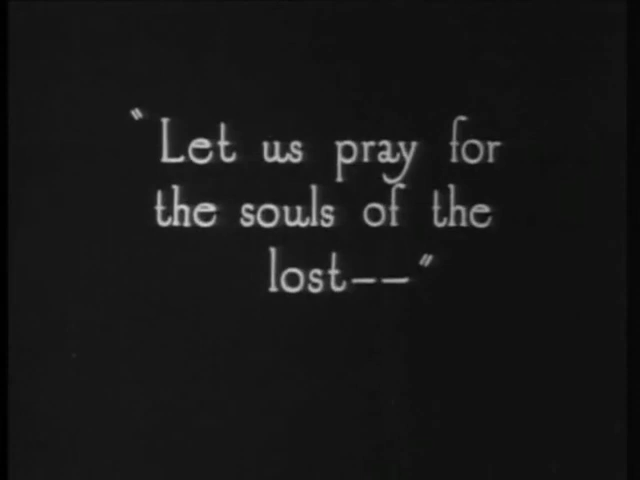 "Let us pray for
the souls of the
lost--"